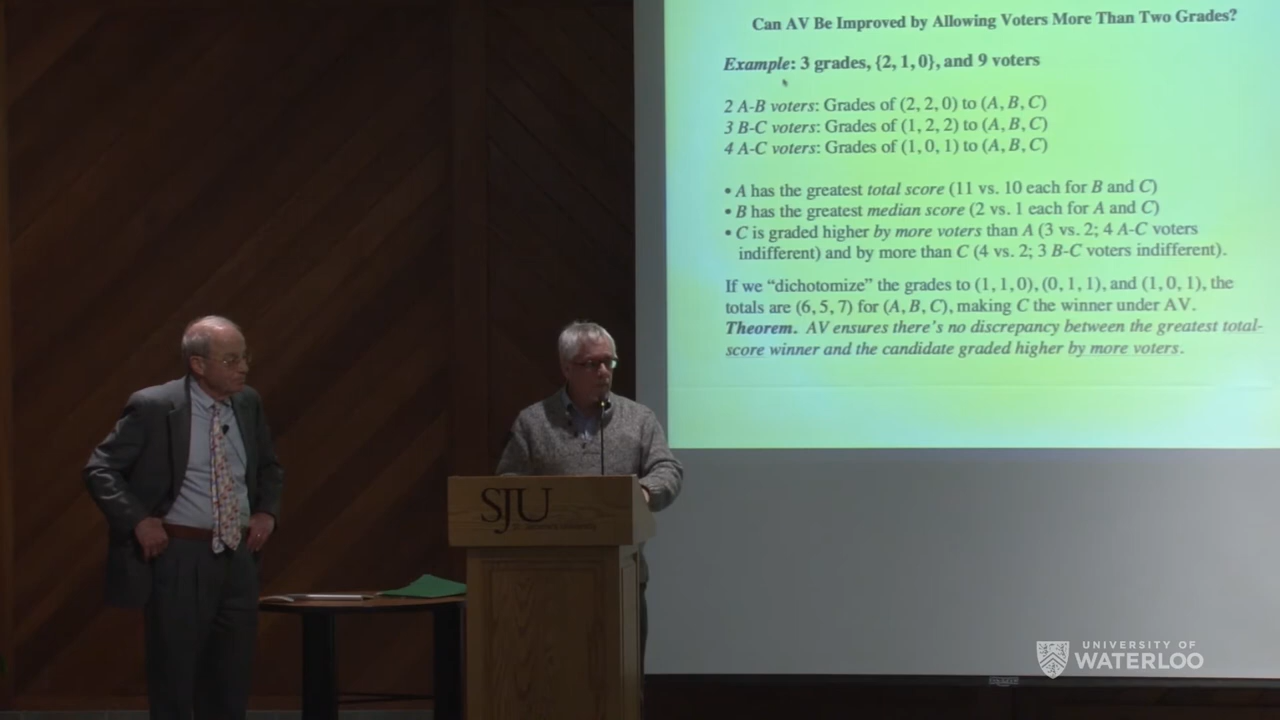 Can AV Be Improved by Allowing Voters More Than Two Grades?
Example: 3 grades, {2, 1, 0}, and 9 voters
2 A-B voters: Grades of (2, 2, 0) to (A, B, C)
3 B-C voters: Grades of (1, 2, 2) to (A, B, C)
4 A-C voters: Grades of (1, 0, 1) to (A, B, C)
• A has the greatest total score (11 vs. 10 each for B and C)
• B has the greatest median score (2 vs. 1 each for A and C)
• C is graded higher by more voters than A (3 vs. 2; 4 A-C voters
indifferent) and by more than C (4 vs. 2; 3 B-C voters indifferent).
If we “dichotomize” the grades to (1, 1, 0), (0, 1, 1), and (1, 0, 1), the
totals are (6, 5, 7) for (A, B, C), making C the winner under AV.
Theorem. AV ensures there's no discrepancy between the greatest total-
score winner and the candidate graded higher by more voters.
SJU
UNIVERSITY OF
WATERLOO